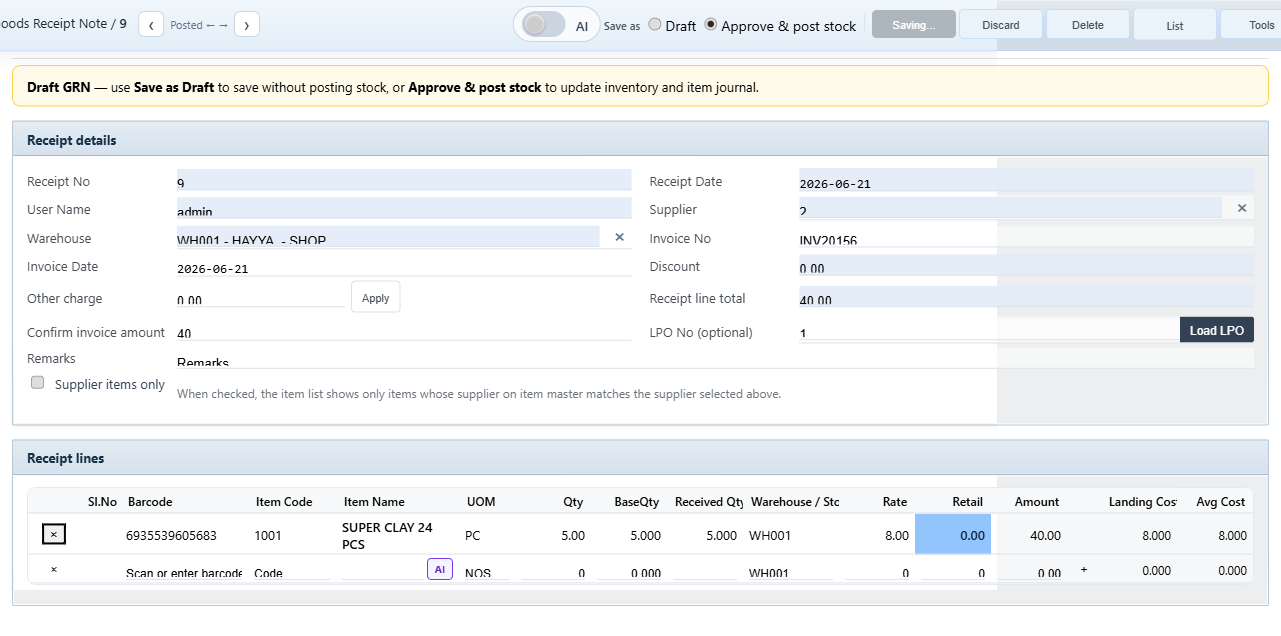 oods Receipt Note / 9 ‹ Posted ←→ › AI Save as Draft Approve & post stock Saving... Discard Delete List Tools
Draft GRN — use Save as Draft to save without posting stock, or Approve & post stock to update inventory and item journal.
Receipt details
Receipt No 9 Receipt Date 2026-06-21
User Name admin Supplier 2 ×
Warehouse WH001 - HAYYA - SHOP × Invoice No INV20156
Invoice Date 2026-06-21 Discount 0.00
Other charge 0.00 Apply Receipt line total 40.00
Confirm invoice amount 40 LPO No (optional) 1 Load LPO
Remarks Remarks
Supplier items only When checked, the item list shows only items whose supplier on item master matches the supplier selected above.
Receipt lines
Sl.No Barcode Item Code Item Name UOM Qty BaseQty Received Qty Warehouse / Stc Rate Retail Amount Landing Cos Avg Cost
× 6935539605683 1001 SUPER CLAY 24 PCS PC 5.00 5.000 5.000 WH001 8.00 0.00 40.00 8.000 8.000
× Scan or enter barcode Code AI NOS 0 0.000 WH001 0 0 0.00 + 0.000 0.000